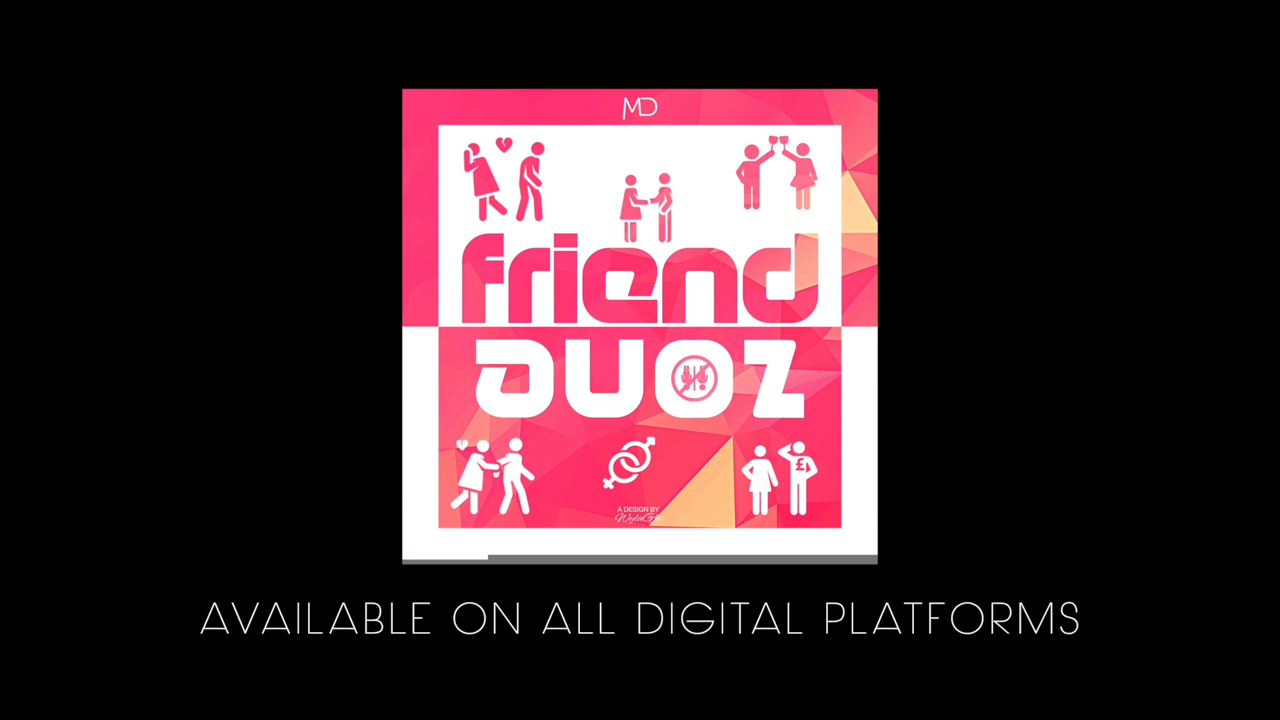 MD
friend
DUOZ
£
A DESIGN BY
AVAILABLE ON ALL DIGITAL PLATFORMS